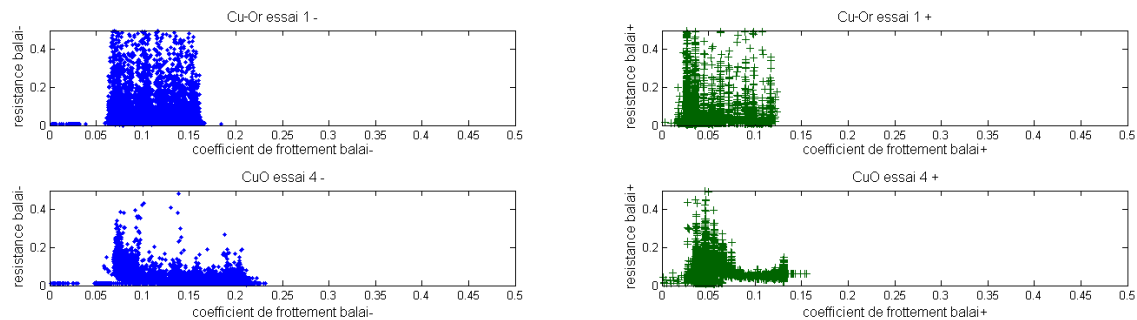 Cu-Or essai 1 -
resistance balai-
0.4
0.2
0
0 0.05 0.1 0.15 0.2 0.25 0.3 0.35 0.4 0.45 0.5
coefficient de frottement balai-
Cu-Or essai 1 +
resistance balai+
0.4
0.2
0
0 0.05 0.1 0.15 0.2 0.25 0.3 0.35 0.4 0.45 0.5
coefficient de frottement balai+
CuO essai 4 -
resistance balai-
0.4
0.2
0
0 0.05 0.1 0.15 0.2 0.25 0.3 0.35 0.4 0.45 0.5
coefficient de frottement balai-
CuO essai 4 +
resistance balai+
0.4
0.2
0
0 0.05 0.1 0.15 0.2 0.25 0.3 0.35 0.4 0.45 0.5
coefficient de frottement balai+